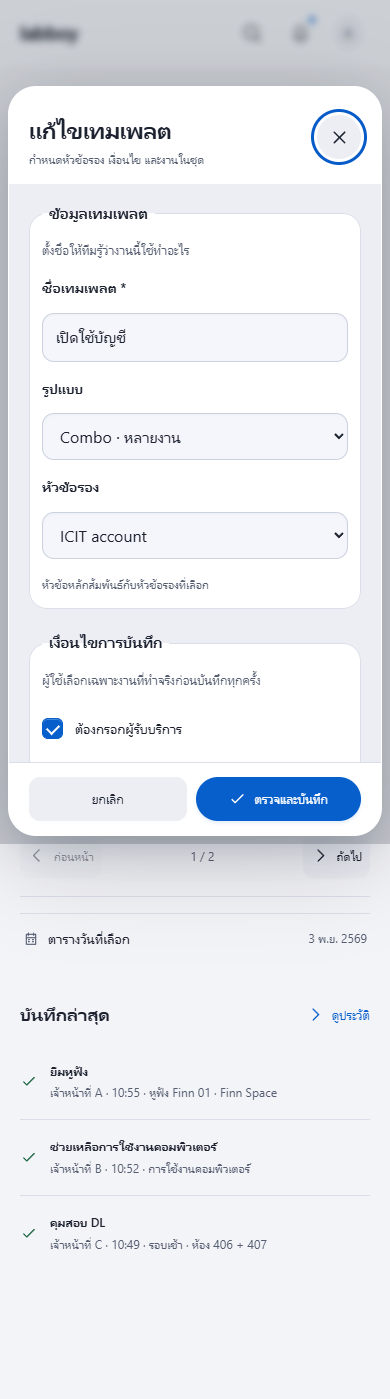 labboy
แก้ไขเทมเพลต
กำหนดหัวข้อรอง เงื่อนไข และงานในชุด
ข้อมูลเทมเพลต
ตั้งชื่อให้ทีมรู้ว่างานนี้ใช้ทำอะไร
ชื่อเทมเพลต *
เปิดใช้บัญชี
รูปแบบ
Combo · หลายงาน
หัวข้อรอง
ICIT account
หัวข้อหลักสัมพันธ์กับหัวข้อรองที่เลือก
เงื่อนไขการบันทึก
ผู้ใช้เลือกเฉพาะงานที่ทำจริงก่อนบันทึกทุกครั้ง
ต้องกรอกผู้รับบริการ
ยกเลิก
ตรวจและบันทึก
ก่อนหน้า
1 / 2
ถัดไป
ตารางวันที่เลือก
3 พ.ย. 2569
บันทึกล่าสุด
ดูประวัติ
ยืมหูฟัง
เจ้าหน้าที่ A · 10:55 · หูฟัง Finn 01 · Finn Space
ช่วยเหลือการใช้งานคอมพิวเตอร์
เจ้าหน้าที่ B · 10:52 · การใช้งานคอมพิวเตอร์
คุมสอบ DL
เจ้าหน้าที่ C · 10:49 · รอบเช้า · ห้อง 406 + 407